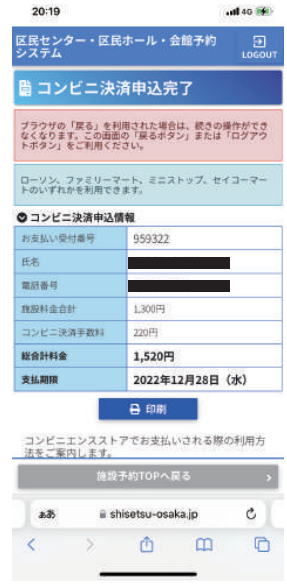 20:19
4G
区民センター・区民ホール・会館予約
システム
LOGOUT
コンビニ決済申込完了
ブラウザの「戻る」を利用された場合は、続きの操作ができ
なくなります。この画面の「戻るボタン」または「ログアウ
トボタン」をご利用ください。
ローソン、ファミリーマート、ミニストップ、セイコーマー
トのいずれかを利用できます。
コンビニ決済申込情報
お支払い受付番号 959322
氏名
電話番号
施設料金合計 1,300円
コンビニ決済手数料 220円
総合計料金 1,520円
支払期限 2022年12月28日（水）
印刷
コンビニエンスストアでお支払いされる際の利用方
法をご案内します。
施設予約TOPへ戻る
ぁあ shisetsu-osaka.jp